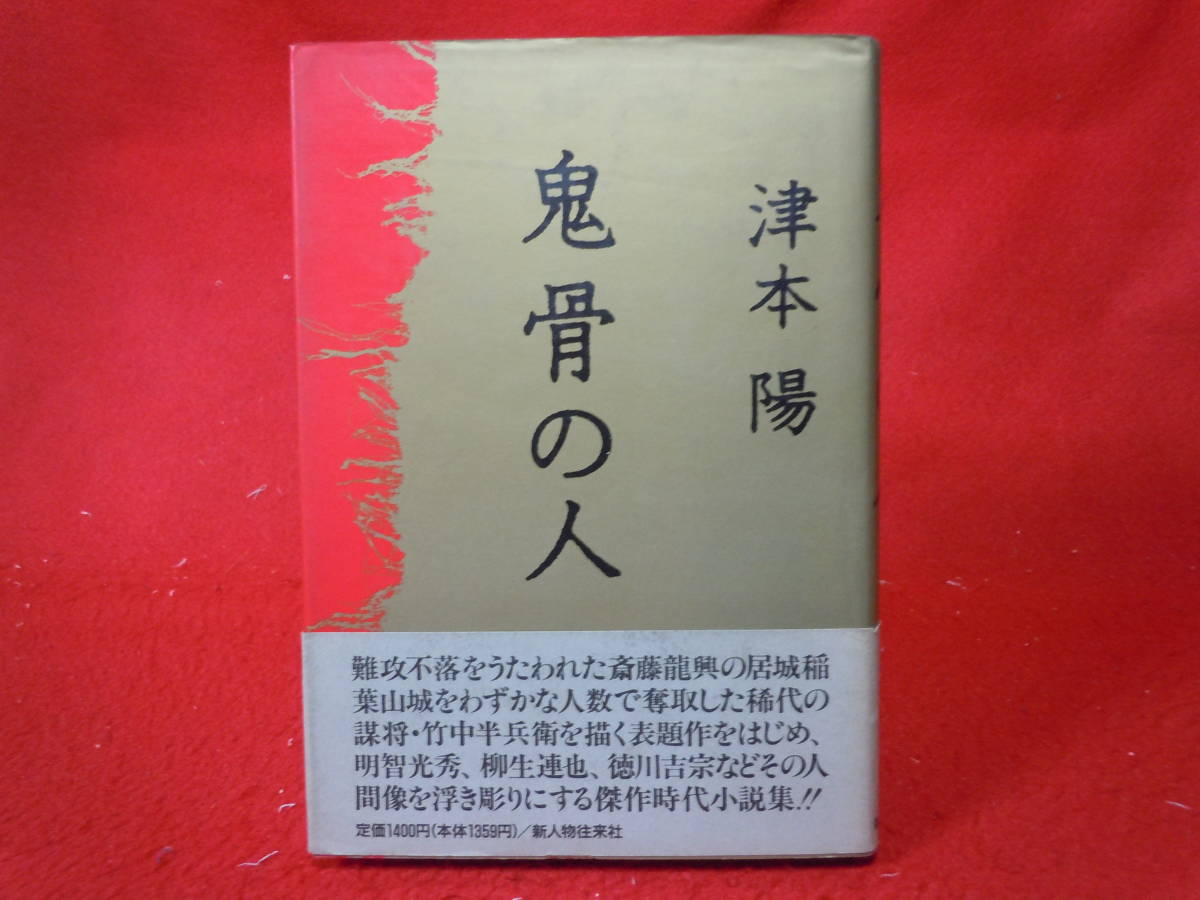 津本陽
鬼骨の人
難攻不落をうたわれた斎藤龍興の居城稲
葉山城をわずかな人数で奪取した稀代の
謀将・竹中半兵衛を描く表題作をはじめ、
明智光秀、柳生連也、徳川吉宗などその人
間像を浮き彫りにする傑作時代小説集!!
定価1400円(本体1359円)/新人物往来社